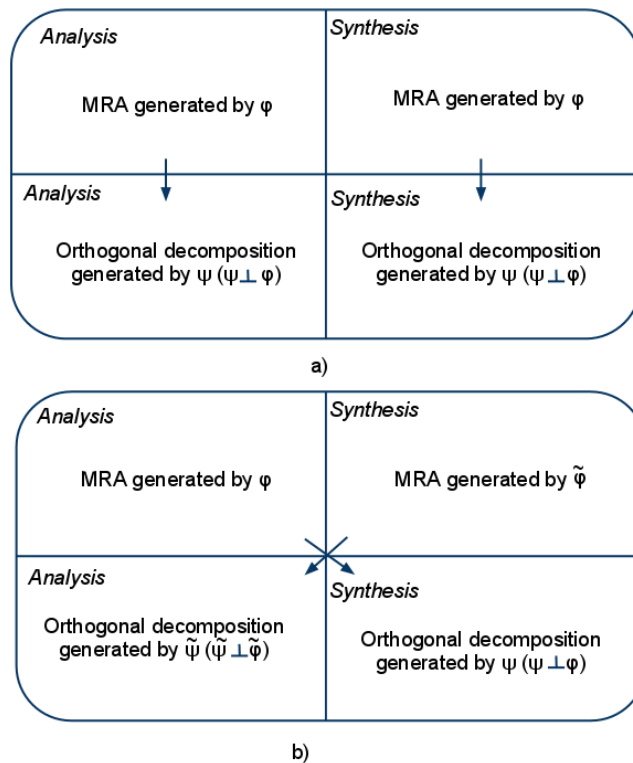 Analysis
Synthesis
MRA generated by φ
MRA generated by φ
Analysis
Synthesis
Orthogonal decomposition
generated by ψ (ψ⊥φ)
Orthogonal decomposition
generated by ψ (ψ⊥φ)
a)
Analysis
Synthesis
MRA generated by φ
MRA generated by φ̃
Analysis
Synthesis
Orthogonal decomposition
generated by ψ̃ (ψ̃⊥φ̃)
Orthogonal decomposition
generated by ψ (ψ⊥φ)
b)